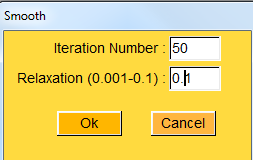 Smooth
Iteration Number : 50
Relaxation (0.001-0.1) : 0.1
Ok Cancel